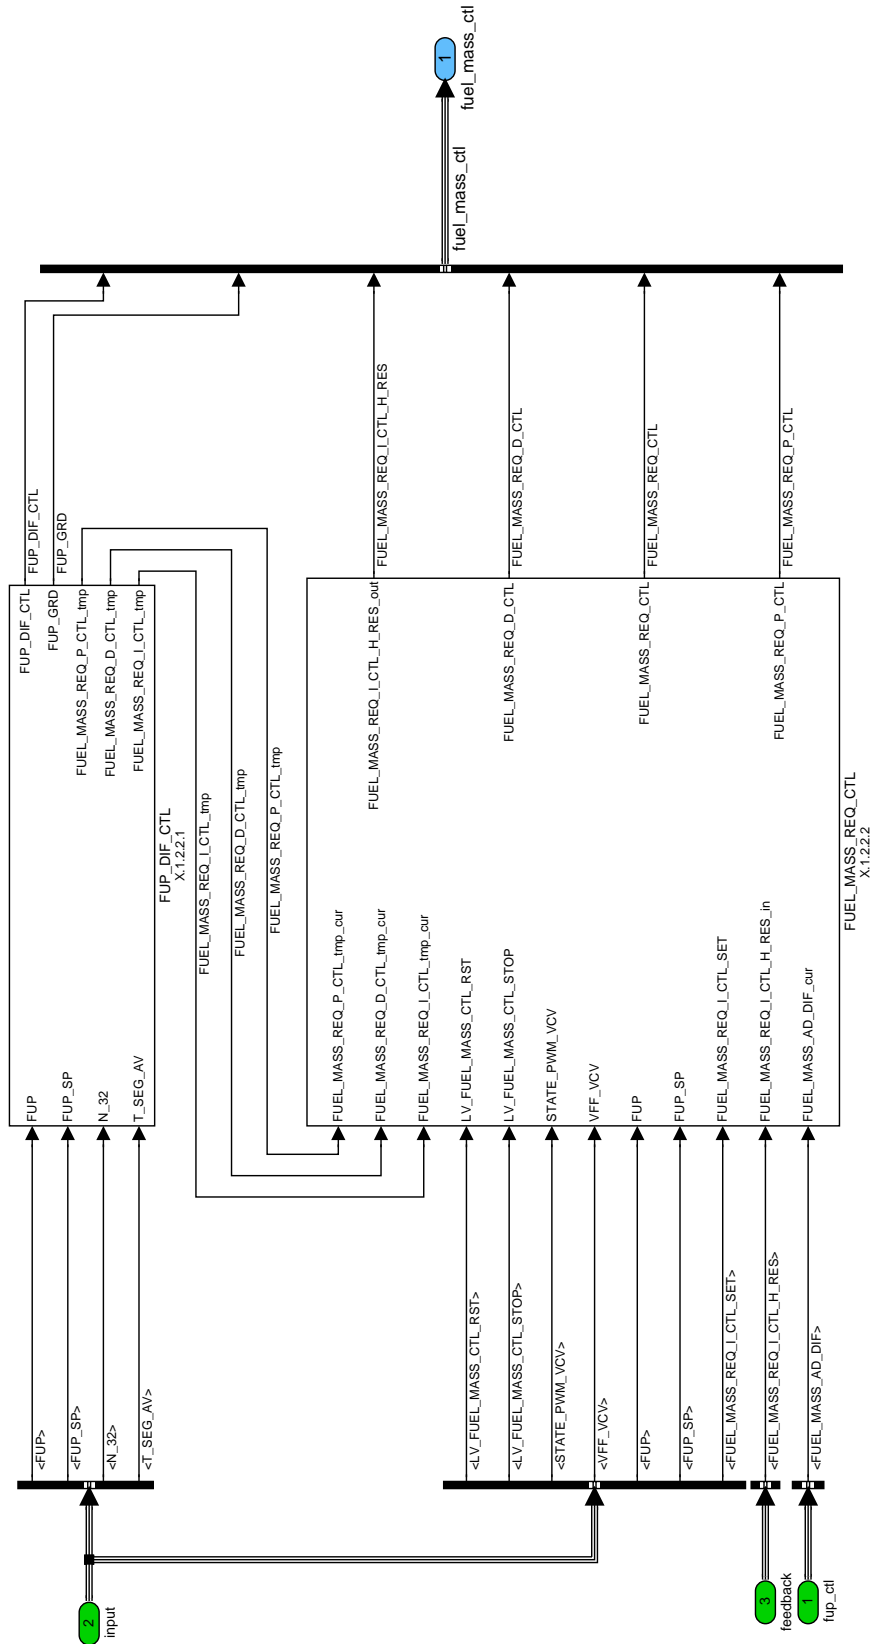 2
input
<FUP>
<FUP_SP>
<N_32>
<T_SEG_AV>
FUP
FUP_SP
N_32
T_SEG_AV
FUP_DIF_CTL
FUP_GRD
FUEL_MASS_REQ_P_CTL_tmp
FUEL_MASS_REQ_D_CTL_tmp
FUEL_MASS_REQ_I_CTL_tmp
FUP_DIF_CTL
X.1.2.2.1
FUP_DIF_CTL
FUP_GRD
FUEL_MASS_REQ_I_CTL_tmp
FUEL_MASS_REQ_D_CTL_tmp
FUEL_MASS_REQ_P_CTL_tmp
<LV_FUEL_MASS_CTL_RST>
<LV_FUEL_MASS_CTL_STOP>
<STATE_PWM_VCV>
<VFF_VCV>
<FUP>
<FUP_SP>
<FUEL_MASS_REQ_I_CTL_SET>
<FUEL_MASS_REQ_I_CTL_H_RES>
<FUEL_MASS_AD_DIF>
3
feedback
1
fup_ctl
FUEL_MASS_REQ_P_CTL_tmp_cur
FUEL_MASS_REQ_D_CTL_tmp_cur
FUEL_MASS_REQ_I_CTL_tmp_cur
LV_FUEL_MASS_CTL_RST
LV_FUEL_MASS_CTL_STOP
STATE_PWM_VCV
VFF_VCV
FUP
FUP_SP
FUEL_MASS_REQ_I_CTL_SET
FUEL_MASS_REQ_I_CTL_H_RES_in
FUEL_MASS_AD_DIF_cur
FUEL_MASS_REQ_I_CTL_H_RES_out
FUEL_MASS_REQ_D_CTL
FUEL_MASS_REQ_CTL
FUEL_MASS_REQ_P_CTL
FUEL_MASS_REQ_CTL
X.1.2.2.2
FUEL_MASS_REQ_I_CTL_H_RES
FUEL_MASS_REQ_D_CTL
FUEL_MASS_REQ_CTL
FUEL_MASS_REQ_P_CTL
fuel_mass_ctl
1
fuel_mass_ctl